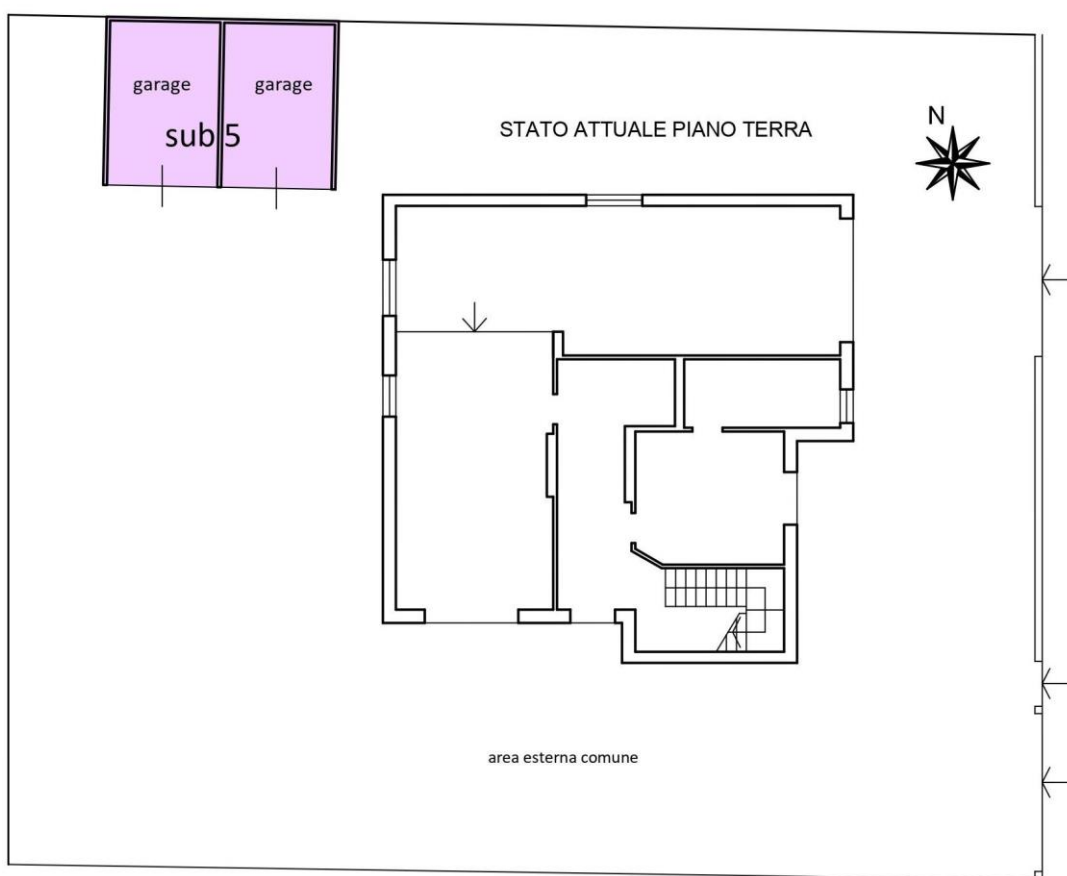 garage
garage
sub 5
STATO ATTUALE PIANO TERRA
N
area esterna comune